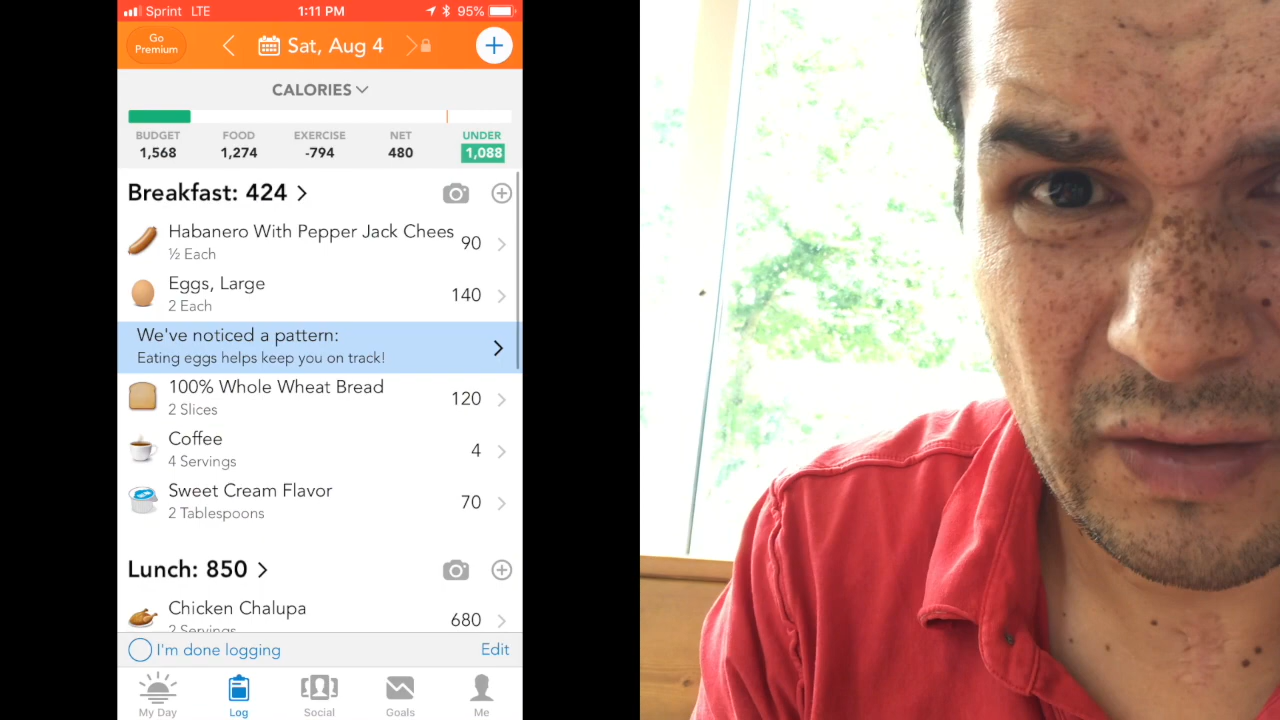 Sprint LTE 1:11 PM 95%
Go Premium
Sat, Aug 4
CALORIES
BUDGET FOOD EXERCISE NET UNDER
1,568 1,274 -794 480 1,088
Breakfast: 424
Habanero With Pepper Jack Chees 90
½ Each
Eggs, Large 140
2 Each
We've noticed a pattern:
Eating eggs helps keep you on track!
100% Whole Wheat Bread 120
2 Slices
Coffee 4
4 Servings
Sweet Cream Flavor 70
2 Tablespoons
Lunch: 850
Chicken Chalupa 680
2 Servings
I'm done logging Edit
My Day Log Social Goals Me